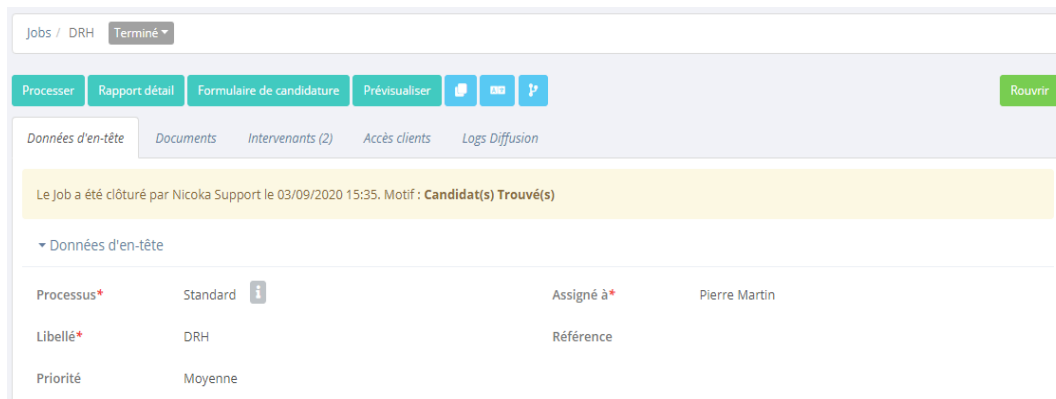 Jobs / DRH Terminé
Processer Rapport détail Formulaire de candidature Prévisualiser Rouvrir
Données d'en-tête Documents Intervenants (2) Accès clients Logs Diffusion
Le Job a été clôturé par Nicoka Support le 03/09/2020 15:35. Motif : Candidat(s) Trouvé(s)
Données d'en-tête
Processus* Standard Assigné à* Pierre Martin
Libellé* DRH Référence
Priorité Moyenne